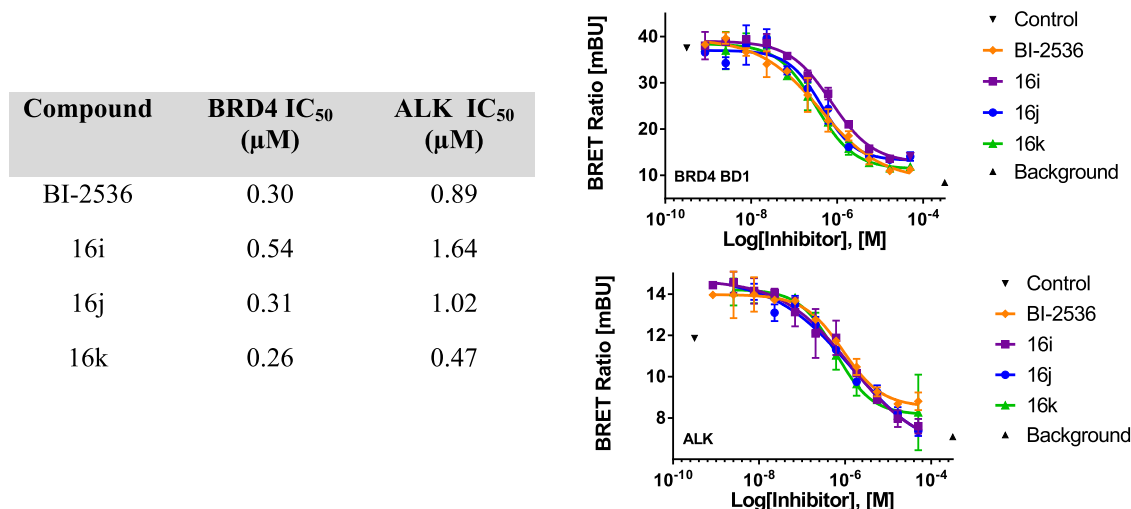 Compound BRD4 IC50 ALK IC50
(μM) (μM)
BI-2536 0.30 0.89
16i 0.54 1.64
16j 0.31 1.02
16k 0.26 0.47
BRET Ratio [mBU]
40
30
20
10
BRD4 BD1
10-10 10-8 10-6 10-4
Log[Inhibitor], [M]
Control
BI-2536
16i
16j
16k
Background
BRET Ratio [mBU]
14
12
10
8
ALK
10-10 10-8 10-6 10-4
Log[Inhibitor], [M]
Control
BI-2536
16i
16j
16k
Background